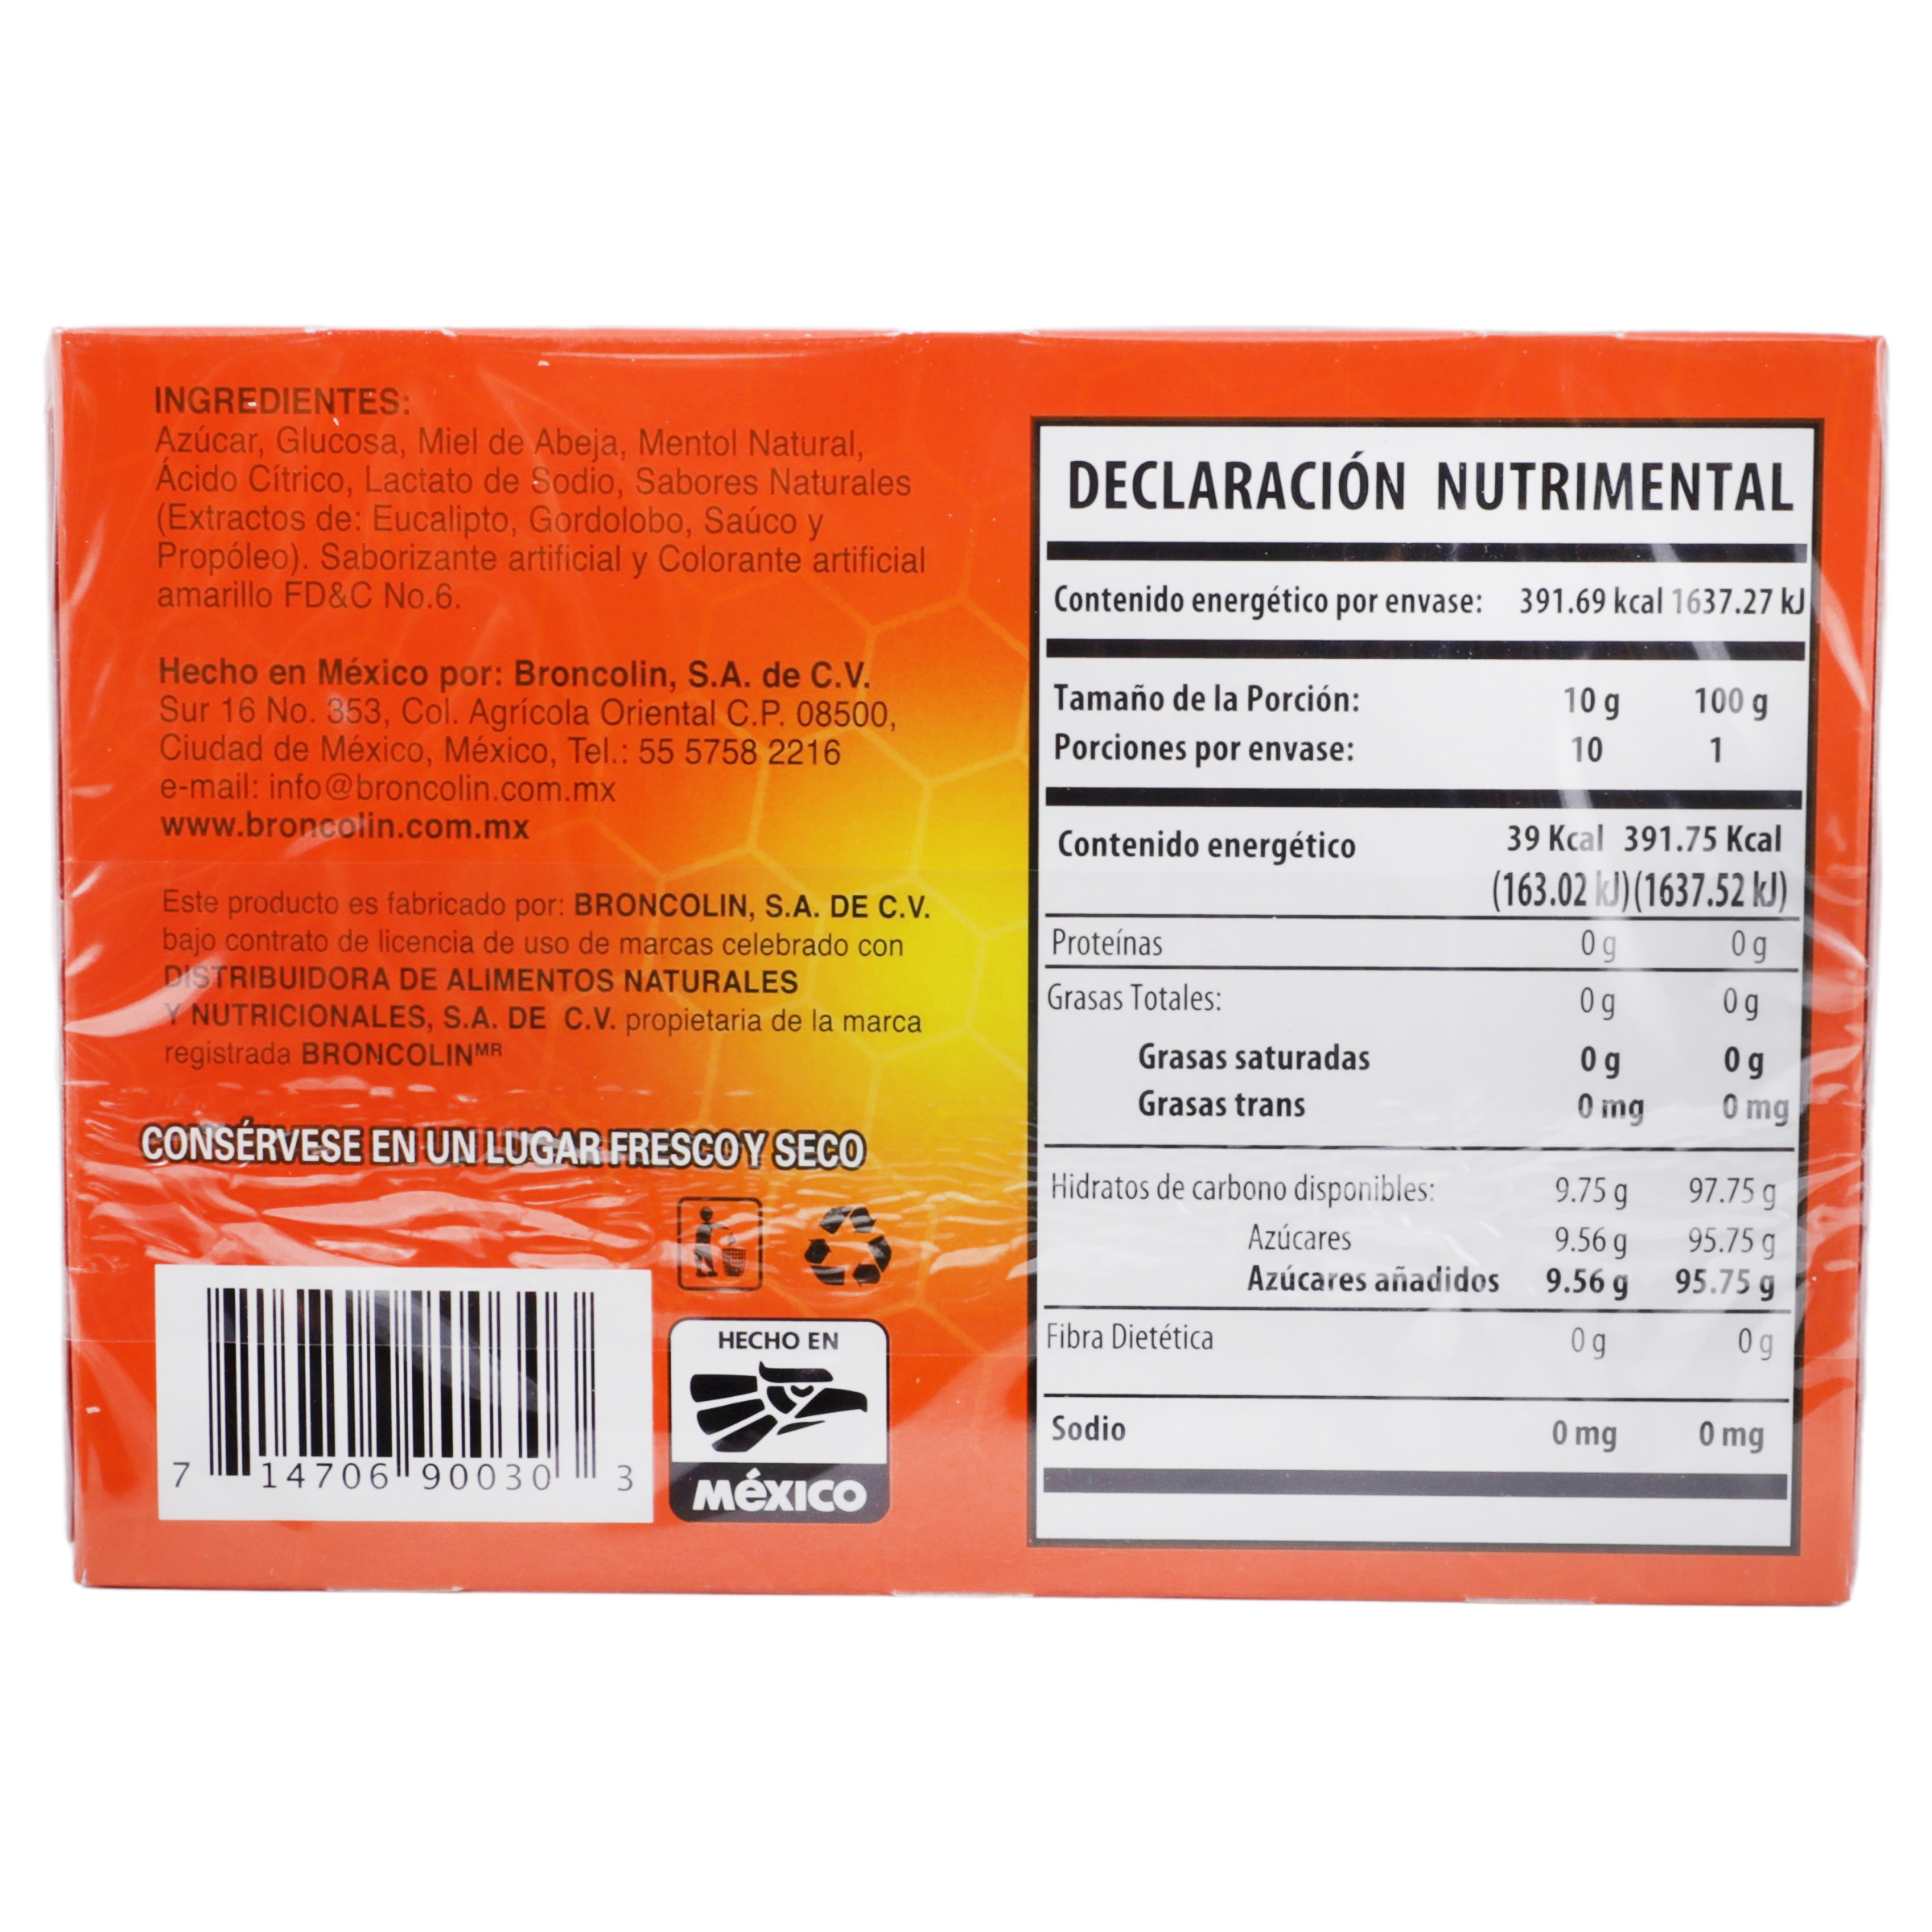 INGREDIENTES:
Azúcar, Glucosa, Miel de Abeja, Mentol Natural,
Ácido Cítrico, Lactato de Sodio, Sabores Naturales
(Extractos de: Eucalipto, Gordolobo, Saúco y
Propóleo). Saborizante artificial y Colorante artificial
amarillo FD&C No.6.
Hecho en México por: Broncolin, S.A. de C.V.
Sur 16 No. 353, Col. Agrícola Oriental C.P. 08500,
Ciudad de México, México, Tel.: 55 5758 2216
e-mail: info@broncolin.com.mx
www.broncolin.com.mx
Este producto es fabricado por: BRONCOLIN, S.A. DE C.V.
bajo contrato de licencia de uso de marcas celebrado con
DISTRIBUIDORA DE ALIMENTOS NATURALES
Y NUTRICIONALES, S.A. DE C.V. propietaria de la marca
registrada BRONCOLINMR
CONSÉRVESE EN UN LUGAR FRESCO Y SECO
7 14706 90030 3
HECHO EN
MéXICO
DECLARACIÓN NUTRIMENTAL
Contenido energético por envase: 391.69 kcal 1637.27 kJ
Tamaño de la Porción: 10 g 100 g
Porciones por envase: 10 1
Contenido energético 39 Kcal 391.75 Kcal
(163.02 kJ) (1637.52 kJ)
Proteínas 0 g 0 g
Grasas Totales: 0 g 0 g
Grasas saturadas 0 g 0 g
Grasas trans 0 mg 0 mg
Hidratos de carbono disponibles: 9.75 g 97.75 g
Azúcares 9.56 g 95.75 g
Azúcares añadidos 9.56 g 95.75 g
Fibra Dietética 0 g 0 g
Sodio 0 mg 0 mg